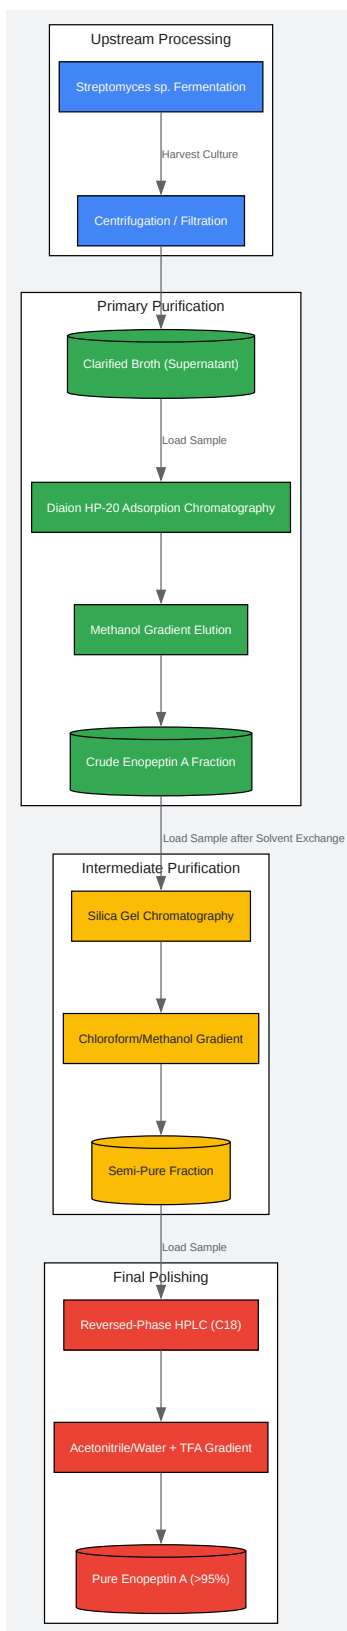 Upstream Processing
Streptomyces sp. Fermentation
Harvest Culture
Centrifugation / Filtration
Primary Purification
Clarified Broth (Supernatant)
Load Sample
Diaion HP-20 Adsorption Chromatography
Methanol Gradient Elution
Crude Enopeptin A Fraction
Load Sample after Solvent Exchange
Intermediate Purification
Silica Gel Chromatography
Chloroform/Methanol Gradient
Semi-Pure Fraction
Load Sample
Final Polishing
Reversed-Phase HPLC (C18)
Acetonitrile/Water + TFA Gradient
Pure Enopeptin A (>95%)